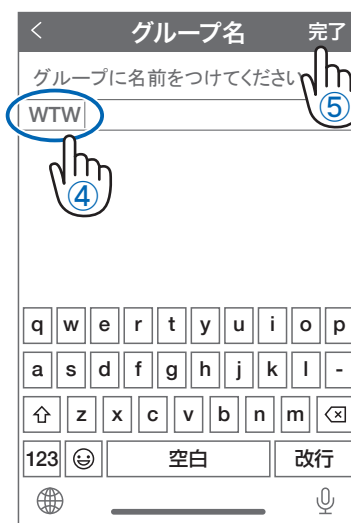 < グループ名 完了
グループに名前をつけてください
⑤
WTW
④
q w e r t y u i o p
a s d f g h j k l -
z x c v b n m
123 空白 改行